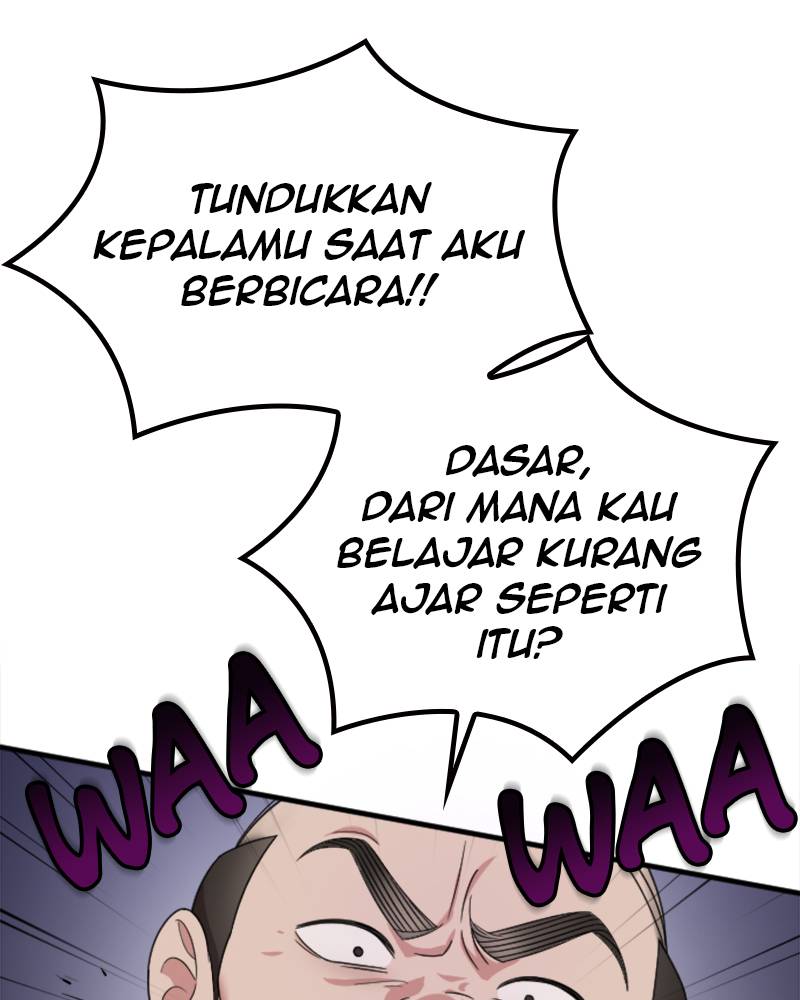 TUNDUKKAN
KEPALAMU SAAT AKU
BERBICARA!!
DASAR,
DARI MANA KAU
BELAJAR KURANG
AJAR SEPERTI
ITU?
WAA
WAA